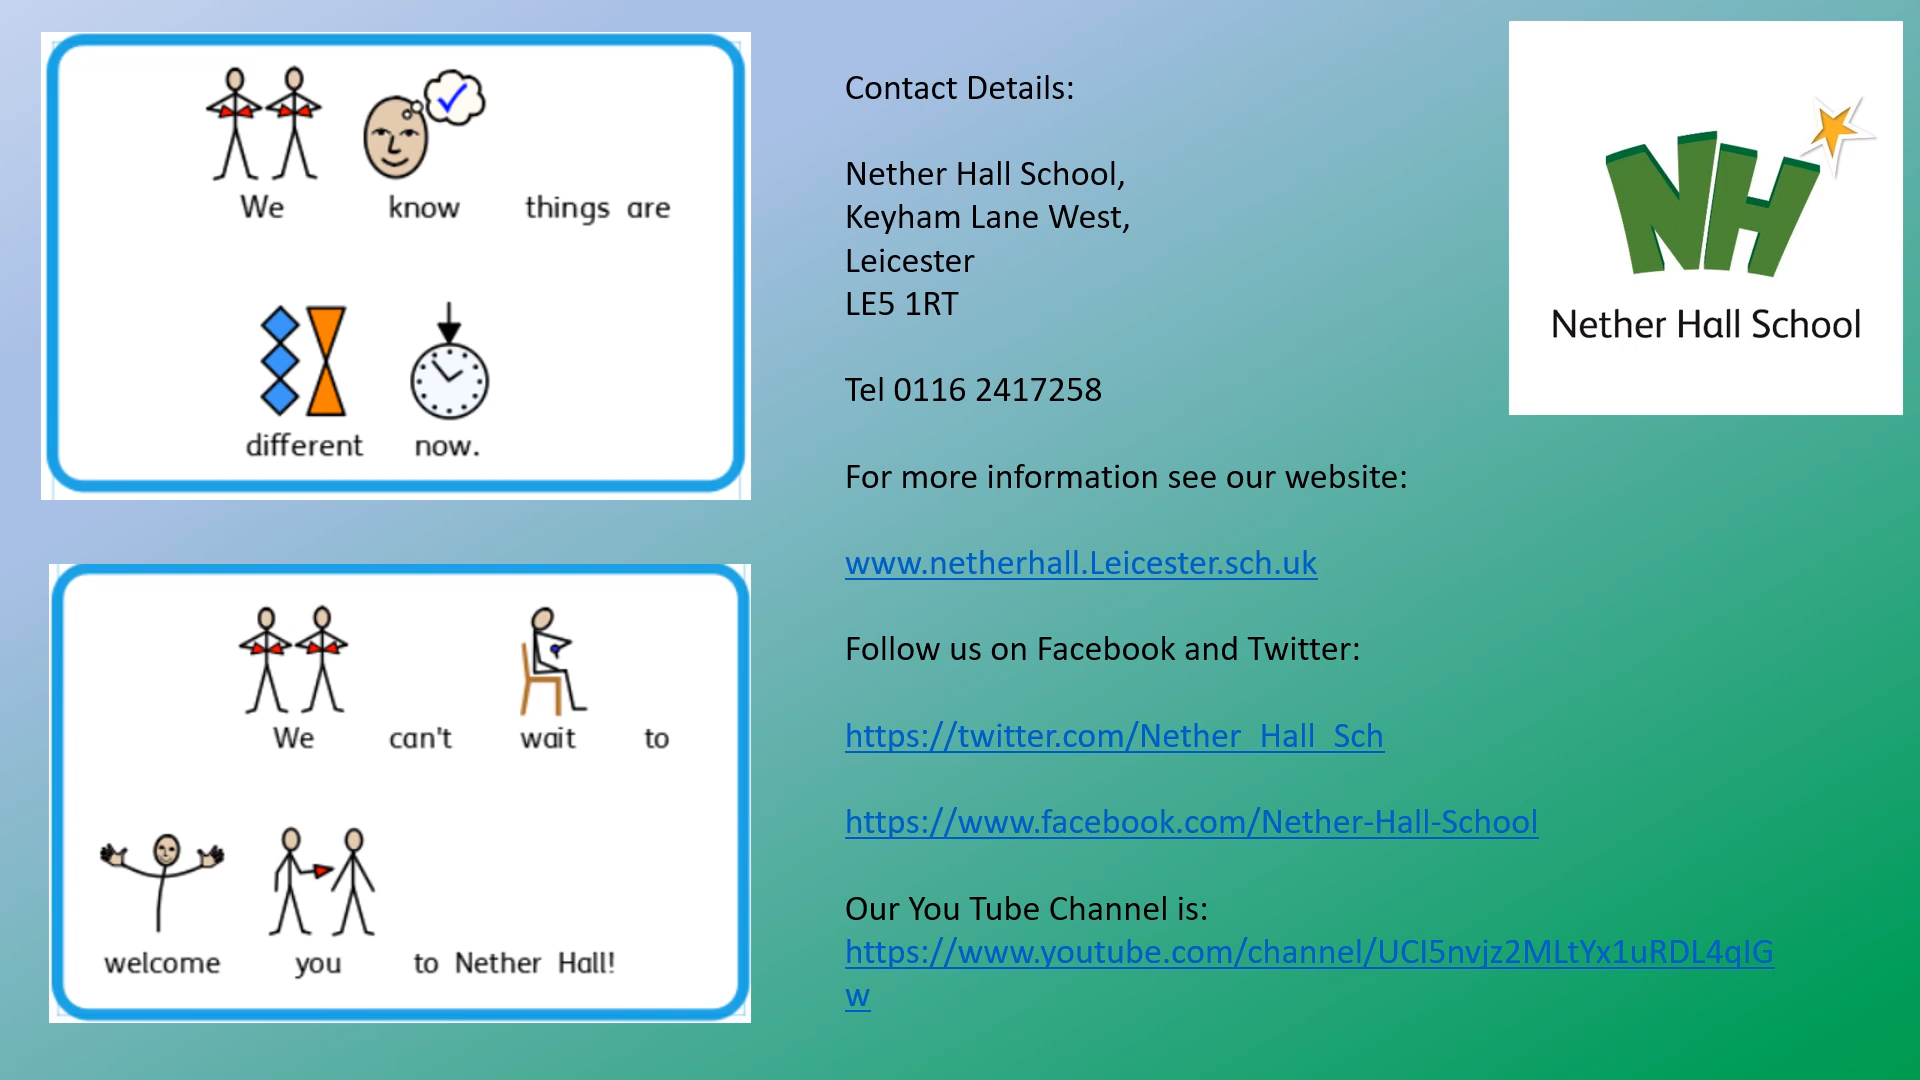 We know things are
different now.
We can't wait to
welcome you to Nether Hall!
Contact Details:
Nether Hall School,
Keyham Lane West,
Leicester
LE5 1RT
Tel 0116 2417258
For more information see our website:
www.netherhall.Leicester.sch.uk
Follow us on Facebook and Twitter:
https://twitter.com/Nether_Hall_Sch
https://www.facebook.com/Nether-Hall-School
Our You Tube Channel is:
https://www.youtube.com/channel/UCI5nvjz2MLtYx1uRDL4qIG
w
NH
Nether Hall School